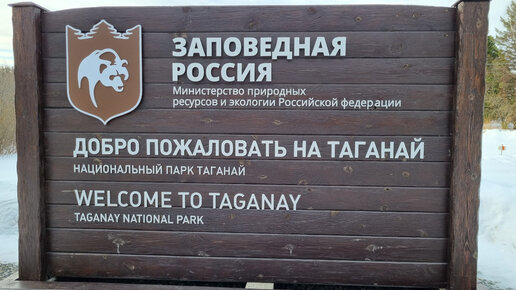 ЗАПОВЕДНАЯ
РОССИЯ
Министерство природных
ресурсов и экологии Российской федерации
ДОБРО ПОЖАЛОВАТЬ НА ТАГАНАЙ
НАЦИОНАЛЬНЫЙ ПАРК ТАГАНАЙ
WELCOME TO TAGANAY
TAGANAY NATIONAL PARK